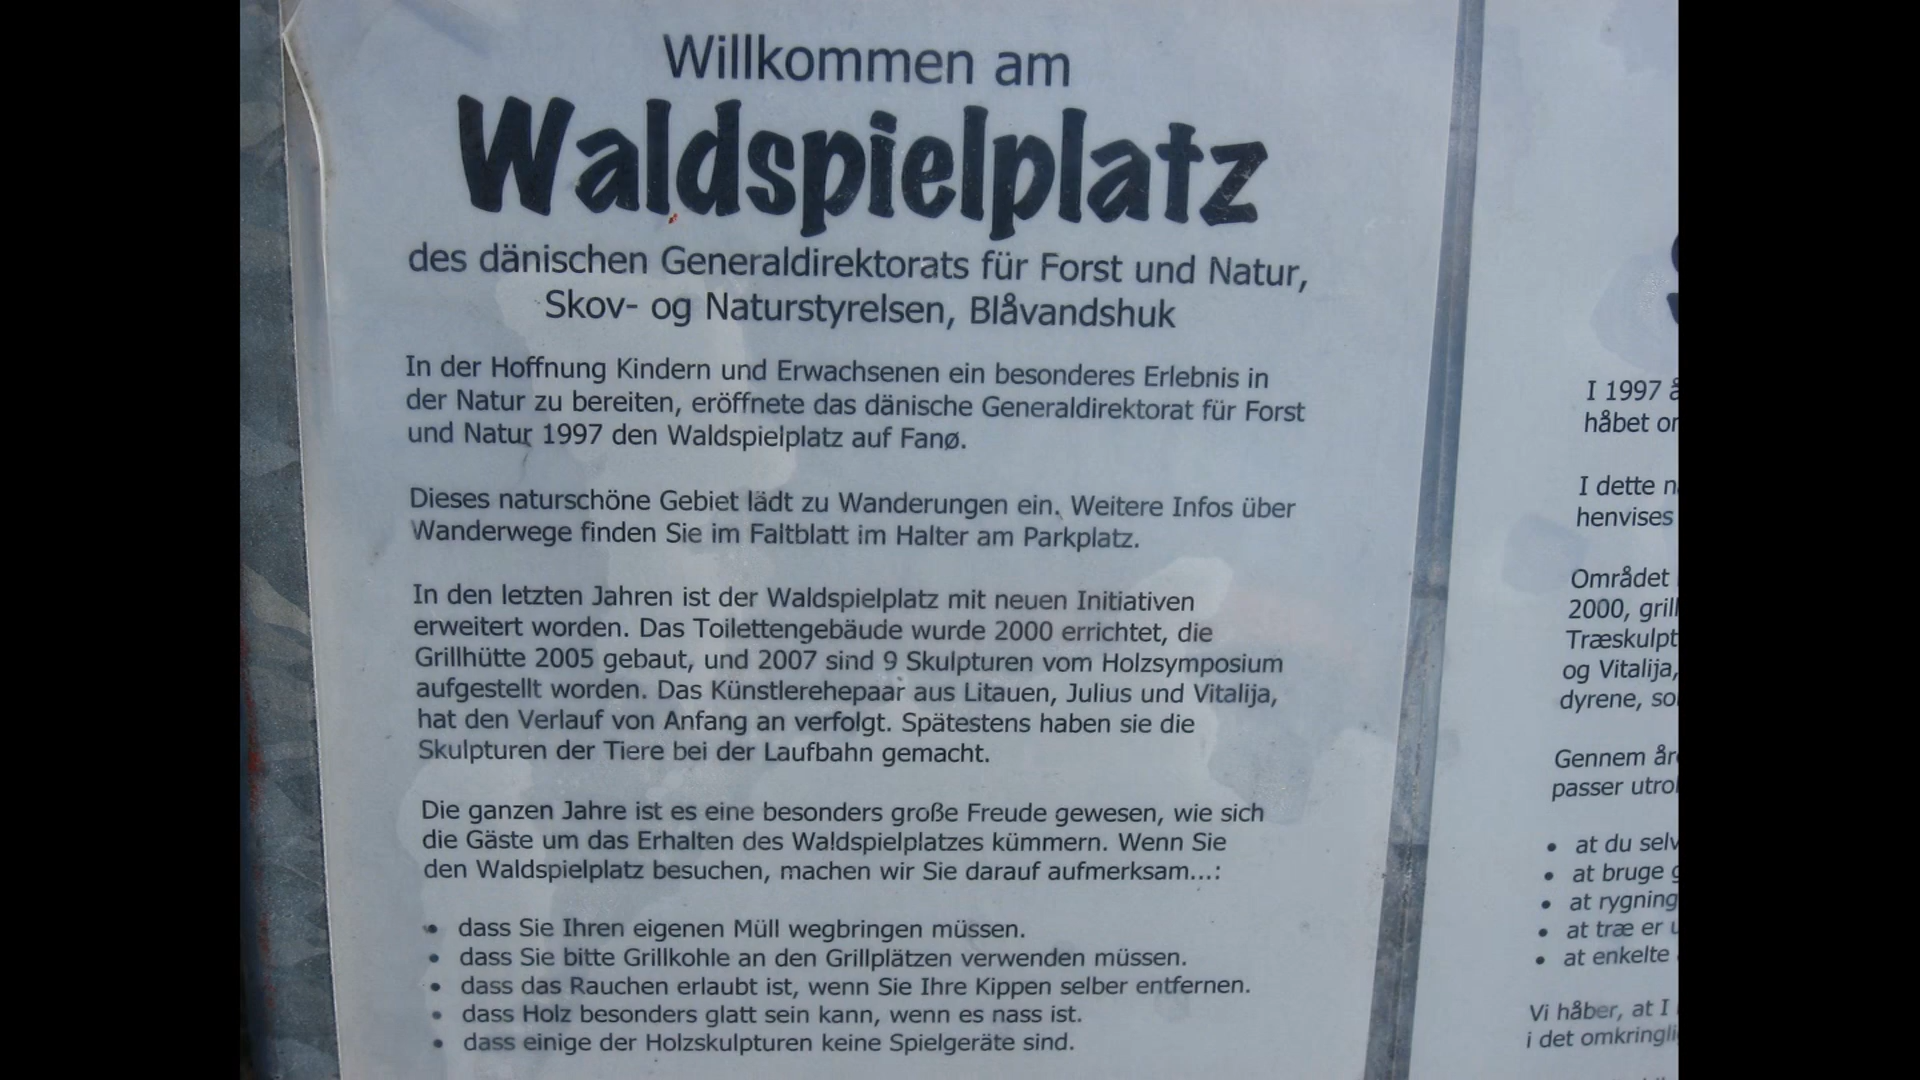 Willkommen am
Waldspielplatz
des dänischen Generaldirektorats für Forst und Natur,
Skov- og Naturstyrelsen, Blåvandshuk
In der Hoffnung Kindern und Erwachsenen ein besonderes Erlebnis in
der Natur zu bereiten, eröffnete das dänische Generaldirektorat für Forst
und Natur 1997 den Waldspielplatz auf Fanø.
Dieses naturschöne Gebiet lädt zu Wanderungen ein. Weitere Infos über
Wanderwege finden Sie im Faltblatt im Halter am Parkplatz.
In den letzten Jahren ist der Waldspielplatz mit neuen Initiativen
erweitert worden. Das Toilettengebäude wurde 2000 errichtet, die
Grillhütte 2005 gebaut, und 2007 sind 9 Skulpturen vom Holzsymposium
aufgestellt worden. Das Künstlerehepaar aus Litauen, Julius und Vitalija,
hat den Verlauf von Anfang an verfolgt. Spätestens haben sie die
Skulpturen der Tiere bei der Laufbahn gemacht.
Die ganzen Jahre ist es eine besonders große Freude gewesen, wie sich
die Gäste um das Erhalten des Waldspielplatzes kümmern. Wenn Sie
den Waldspielplatz besuchen, machen wir Sie darauf aufmerksam...:
• dass Sie Ihren eigenen Müll wegbringen müssen.
• dass Sie bitte Grillkohle an den Grillplätzen verwenden müssen.
• dass das Rauchen erlaubt ist, wenn Sie Ihre Kippen selber entfernen.
• dass Holz besonders glatt sein kann, wenn es nass ist.
• dass einige der Holzskulpturen keine Spielgeräte sind.
I 1997
håbet
I dette
henvises
Området
2000,
og Vitalija,
dyrene,
Gennem
passer
• at du
• at bruge
• at rygning
• at træ er
• at enkelte
Vi håber, at I
i det